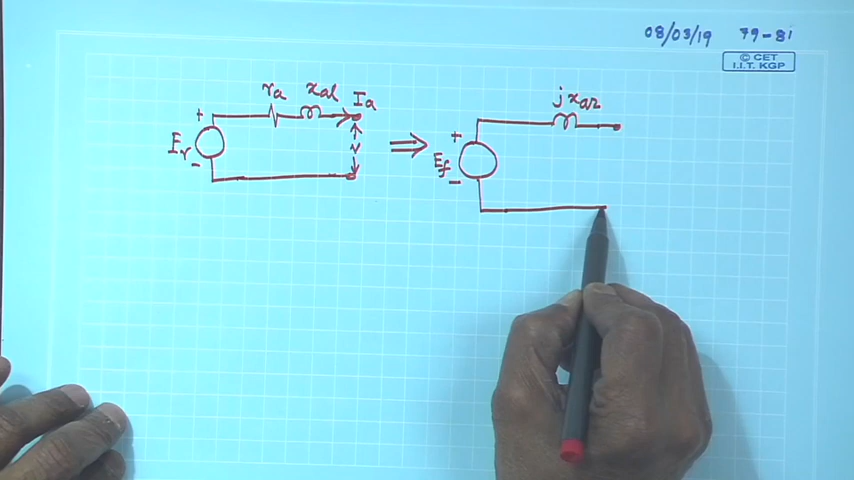 08/03/19 79-81
© CET
I.I.T. KGP
ra xal Ia
+
Er
-
V
⇒
jxar
+
Ef
-